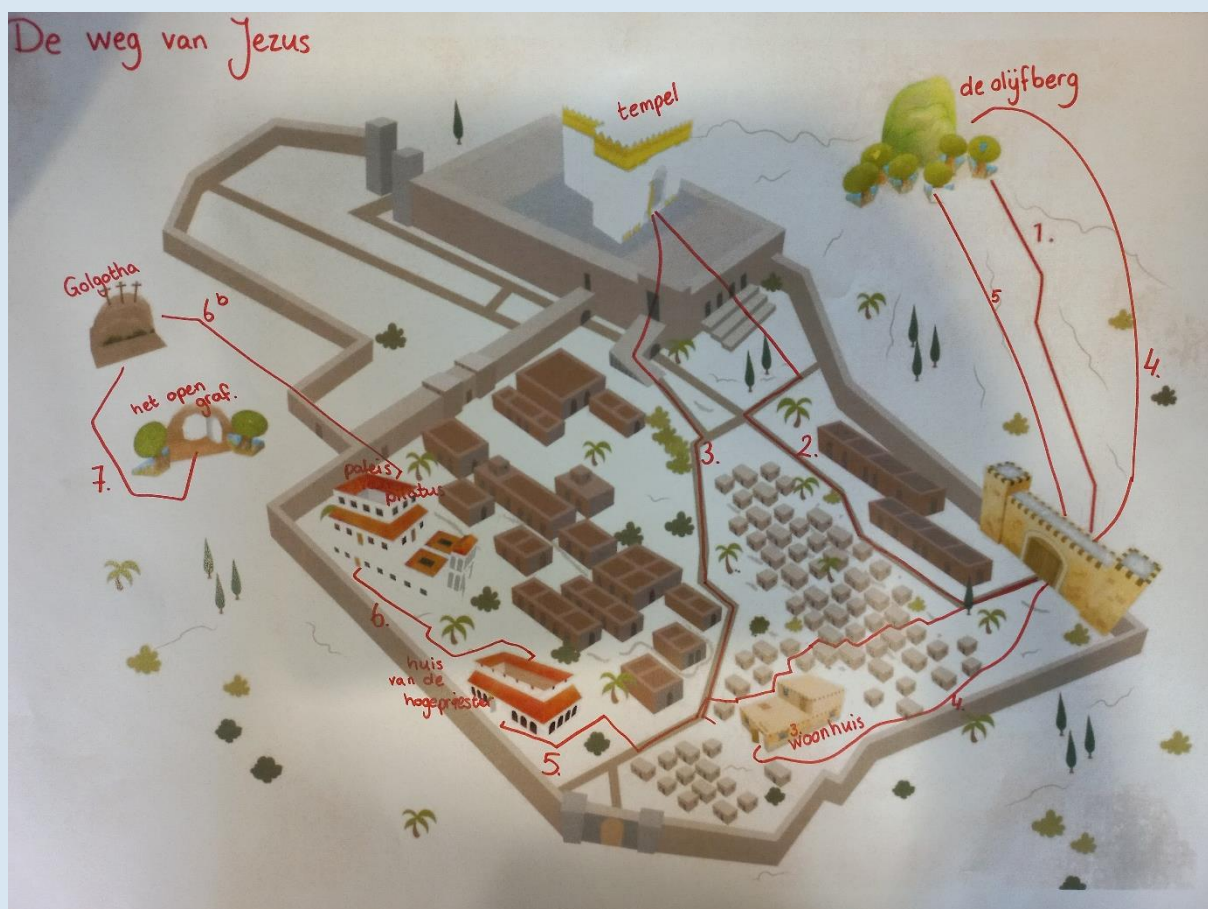 De weg van Jezus
tempel
de olijfberg
1.
5
4.
Golgotha
6b
het open
graf.
7.
paleis
pilatus
3.
2.
6.
huis
van de
hogepriester
5.
3.
woonhuis
4.